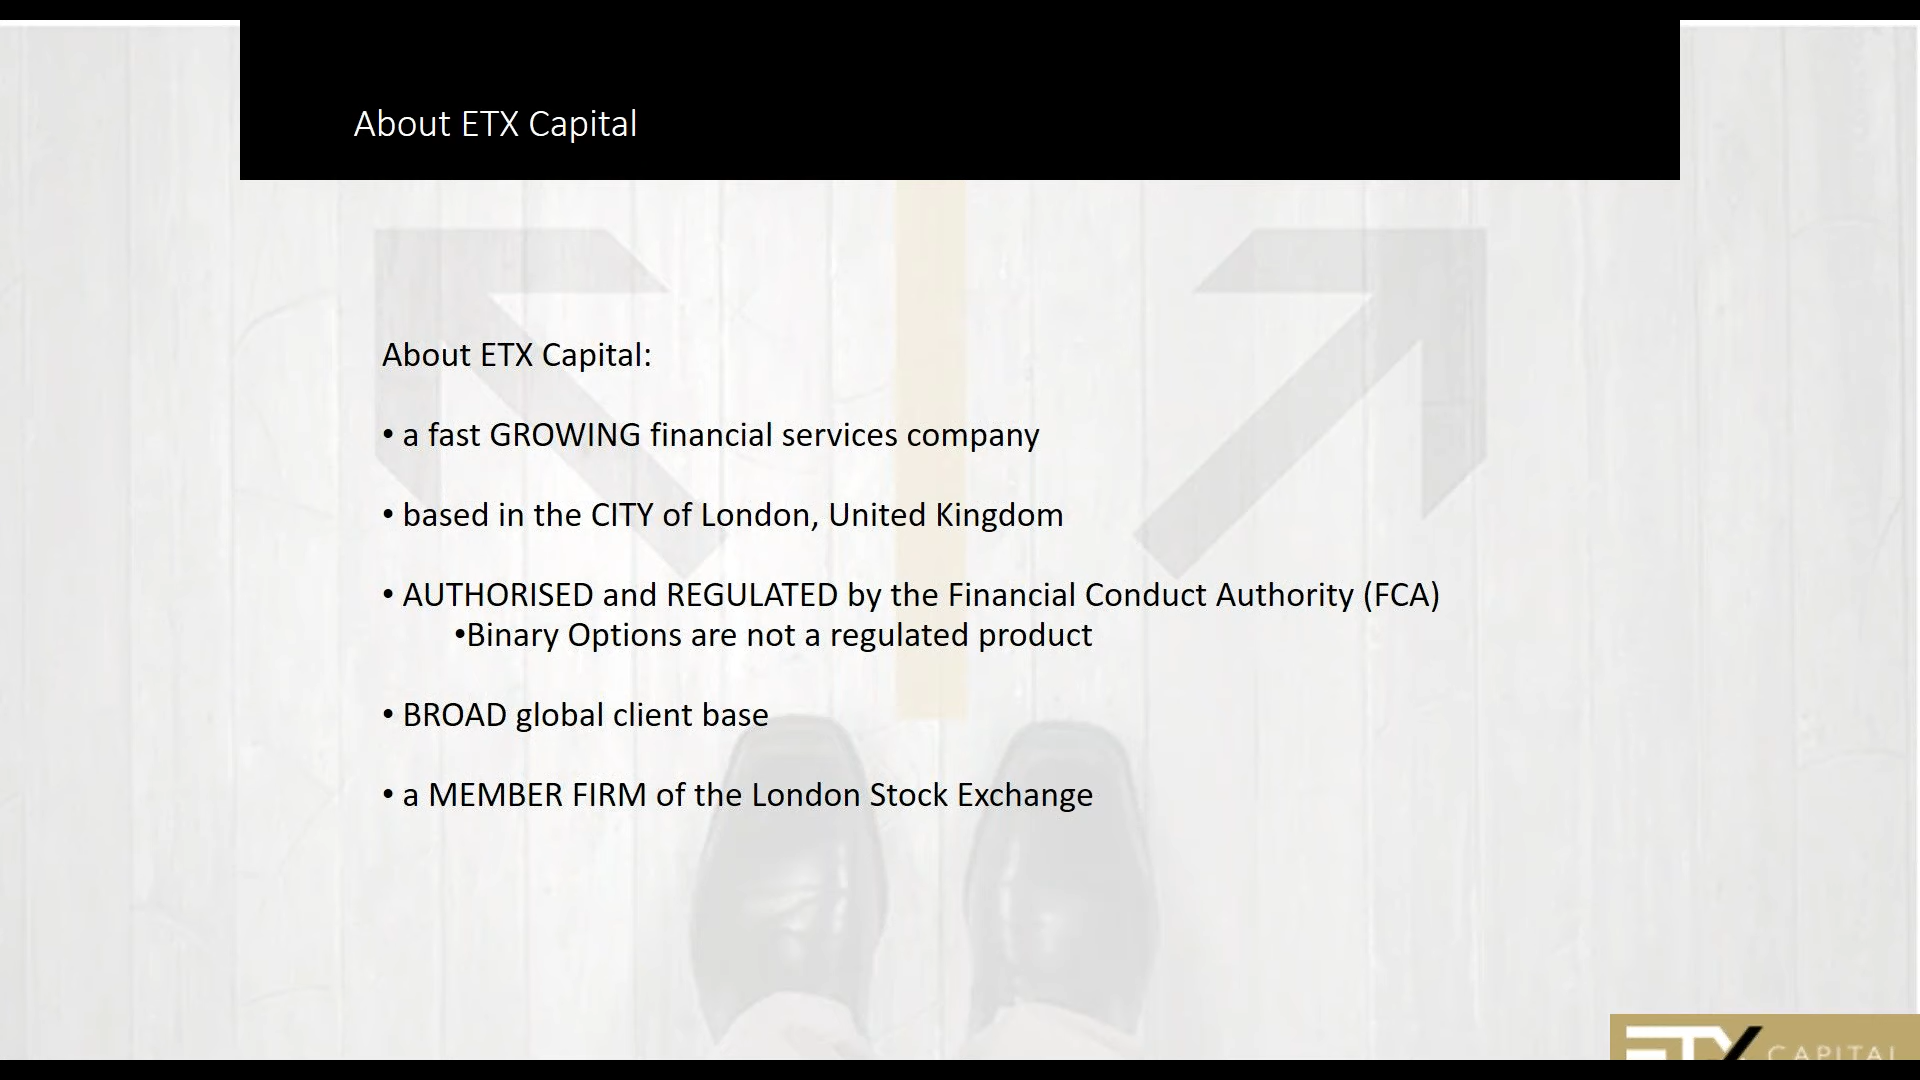 About ETX Capital
About ETX Capital:
• a fast GROWING financial services company
• based in the CITY of London, United Kingdom
• AUTHORISED and REGULATED by the Financial Conduct Authority (FCA)
•Binary Options are not a regulated product
• BROAD global client base
• a MEMBER FIRM of the London Stock Exchange
ETX CAPITAL